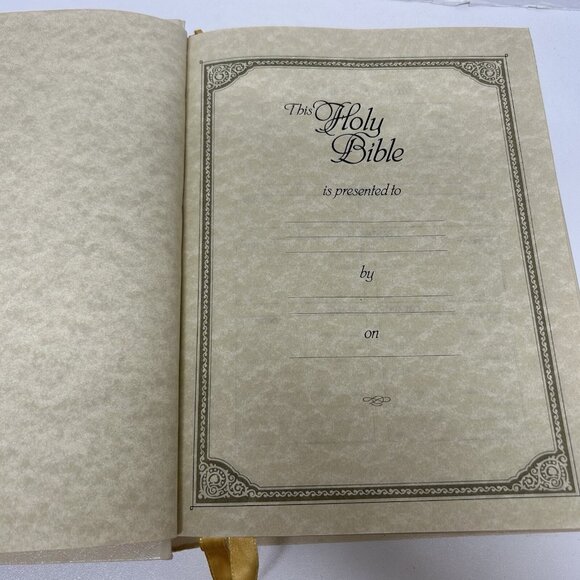 This Holy
Bible
is presented to
by
on